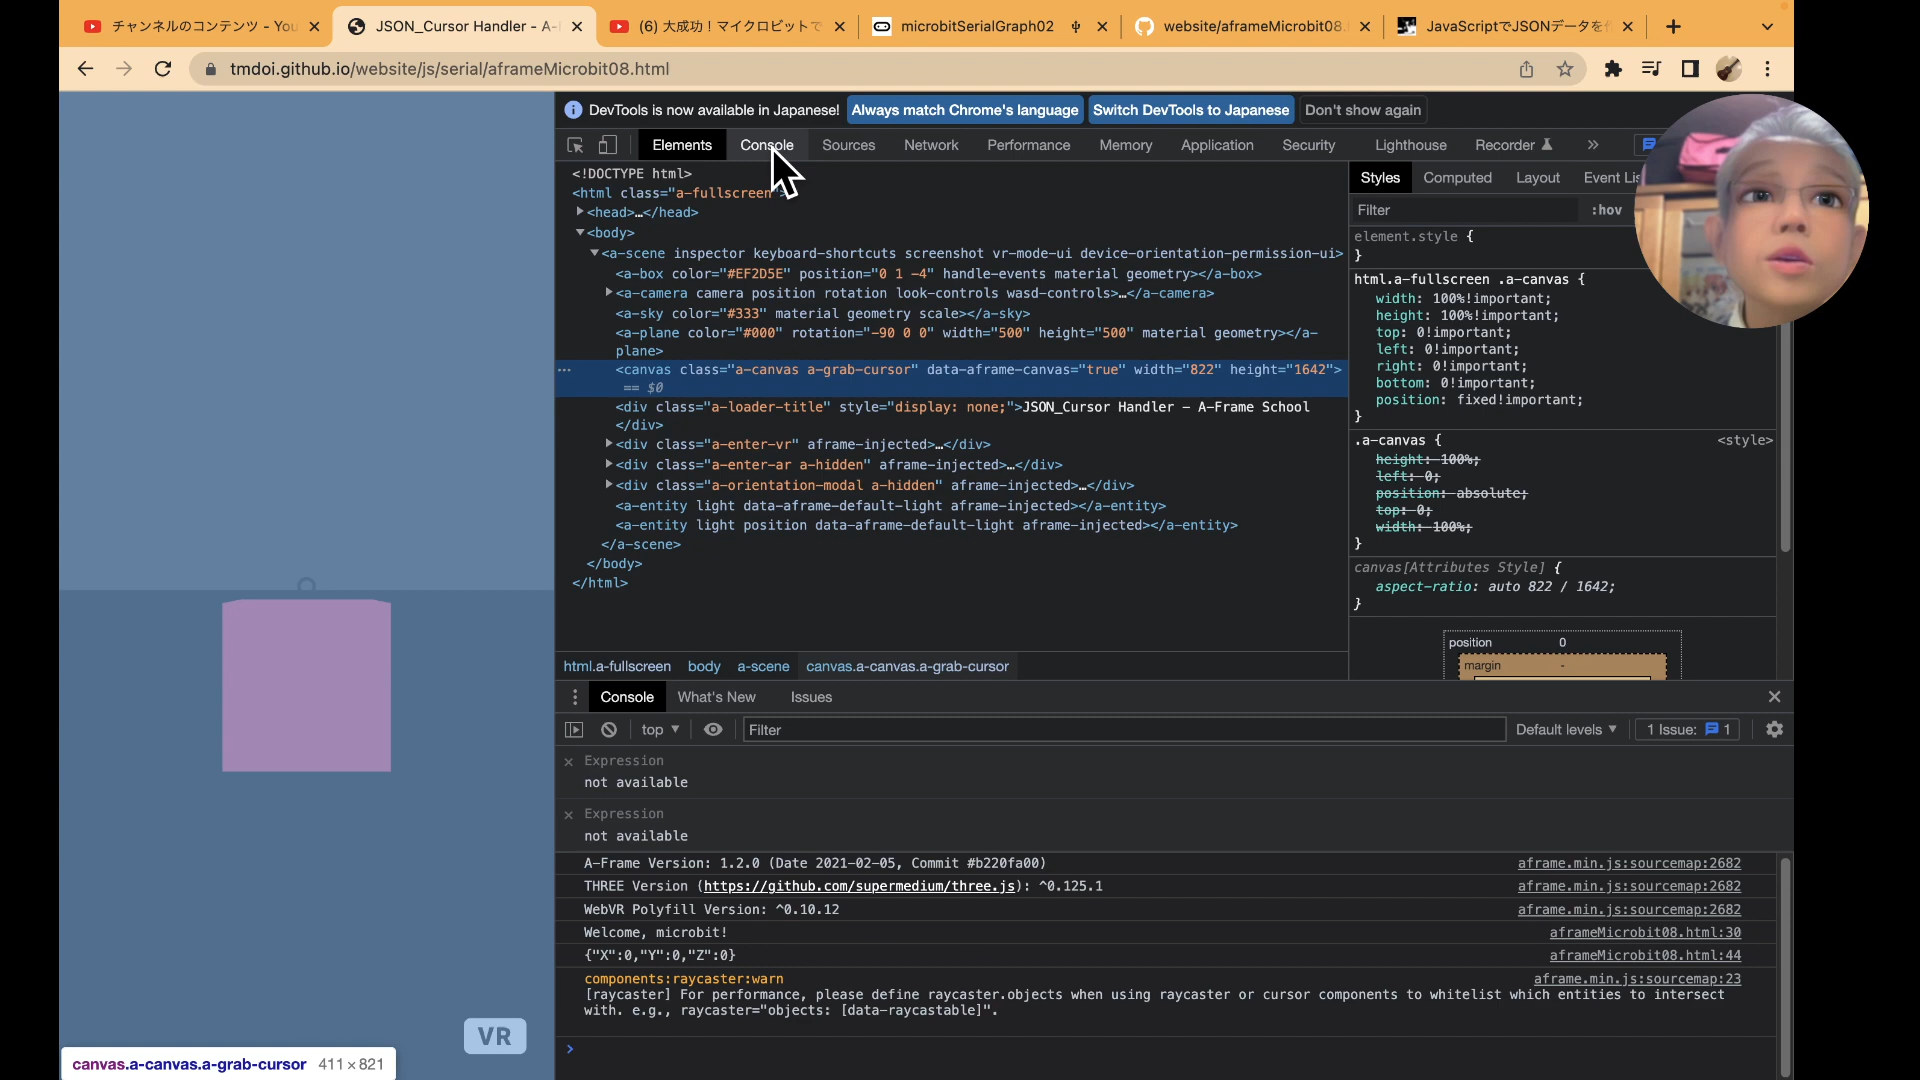 チャンネルのコンテンツ - You
JSON_Cursor Handler - A-
(6) 大成功！マイクロビットで
microbitSerialGraph02
website/aframeMicrobit08.
JavaScriptでJSONデータを
tmdoi.github.io/website/js/serial/aframeMicrobit08.html
DevTools is now available in Japanese!
Always match Chrome's language
Switch DevTools to Japanese
Don't show again
Elements
Console
Sources
Network
Performance
Memory
Application
Security
Lighthouse
Recorder
»
<!DOCTYPE html>
<html class="a-fullscreen">
<head>…</head>
<body>
<a-scene inspector keyboard-shortcuts screenshot vr-mode-ui device-orientation-permission-ui>
<a-box color="#EF2D5E" position="0 1 -4" handle-events material geometry></a-box>
<a-camera camera position rotation look-controls wasd-controls>…</a-camera>
<a-sky color="#333" material geometry scale></a-sky>
<a-plane color="#000" rotation="-90 0 0" width="500" height="500" material geometry></a-
plane>
<canvas class="a-canvas a-grab-cursor" data-aframe-canvas="true" width="822" height="1642">
== $0
<div class="a-loader-title" style="display: none;">JSON_Cursor Handler – A-Frame School
</div>
<div class="a-enter-vr" aframe-injected>…</div>
<div class="a-enter-ar a-hidden" aframe-injected>…</div>
<div class="a-orientation-modal a-hidden" aframe-injected>…</div>
<a-entity light data-aframe-default-light aframe-injected></a-entity>
<a-entity light position data-aframe-default-light aframe-injected></a-entity>
</a-scene>
</body>
</html>
html.a-fullscreen
body
a-scene
canvas.a-canvas.a-grab-cursor
Styles
Computed
Layout
Event Lis
Filter
:hov
element.style {
}
html.a-fullscreen .a-canvas {
width: 100%!important;
height: 100%!important;
top: 0!important;
left: 0!important;
right: 0!important;
bottom: 0!important;
position: fixed!important;
}
.a-canvas {
<style>
height: 100%;
left: 0;
position: absolute;
top: 0;
width: 100%;
}
canvas[Attributes Style] {
aspect-ratio: auto 822 / 1642;
}
position
0
margin
-
Console
What's New
Issues
top
Filter
Default levels
1 Issue:
1
Expression
not available
Expression
not available
A-Frame Version: 1.2.0 (Date 2021-02-05, Commit #b220fa00)
aframe.min.js:sourcemap:2682
THREE Version (https://github.com/supermedium/three.js): ^0.125.1
aframe.min.js:sourcemap:2682
WebVR Polyfill Version: ^0.10.12
aframe.min.js:sourcemap:2682
Welcome, microbit!
aframeMicrobit08.html:30
{"X":0,"Y":0,"Z":0}
aframeMicrobit08.html:44
components:raycaster:warn
aframe.min.js:sourcemap:23
[raycaster] For performance, please define raycaster.objects when using raycaster or cursor components to whitelist which entities to intersect
with. e.g., raycaster="objects: [data-raycastable]".
VR
canvas.a-canvas.a-grab-cursor 411×821